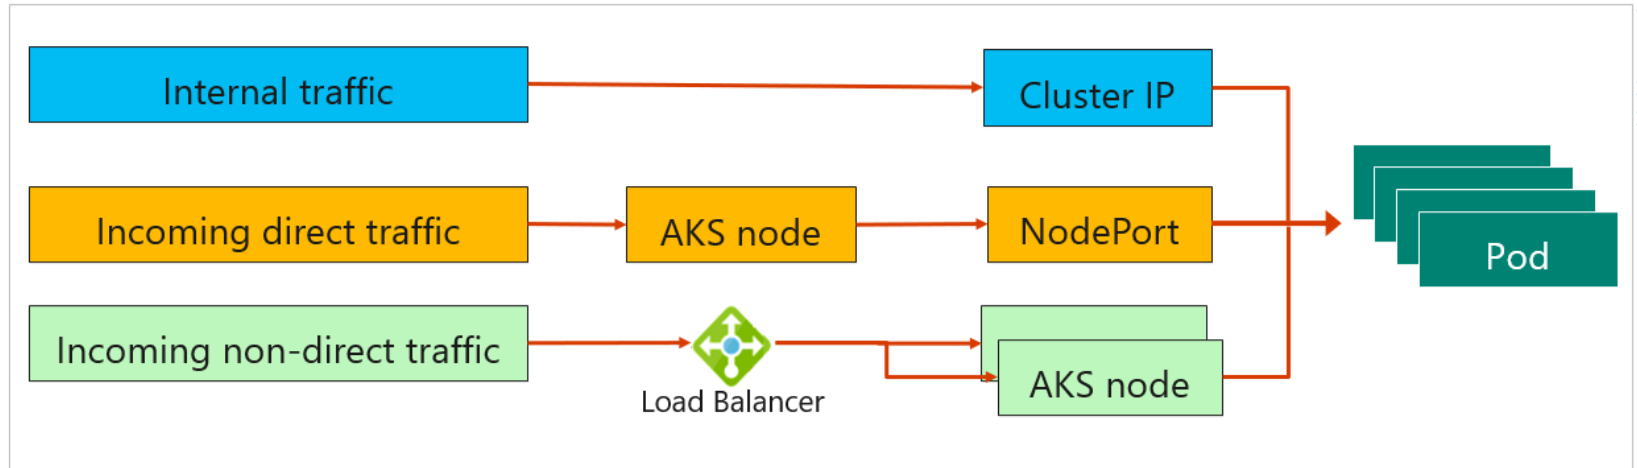 Internal traffic
Cluster IP
Incoming direct traffic
AKS node
NodePort
Pod
Incoming non-direct traffic
Load Balancer
AKS node